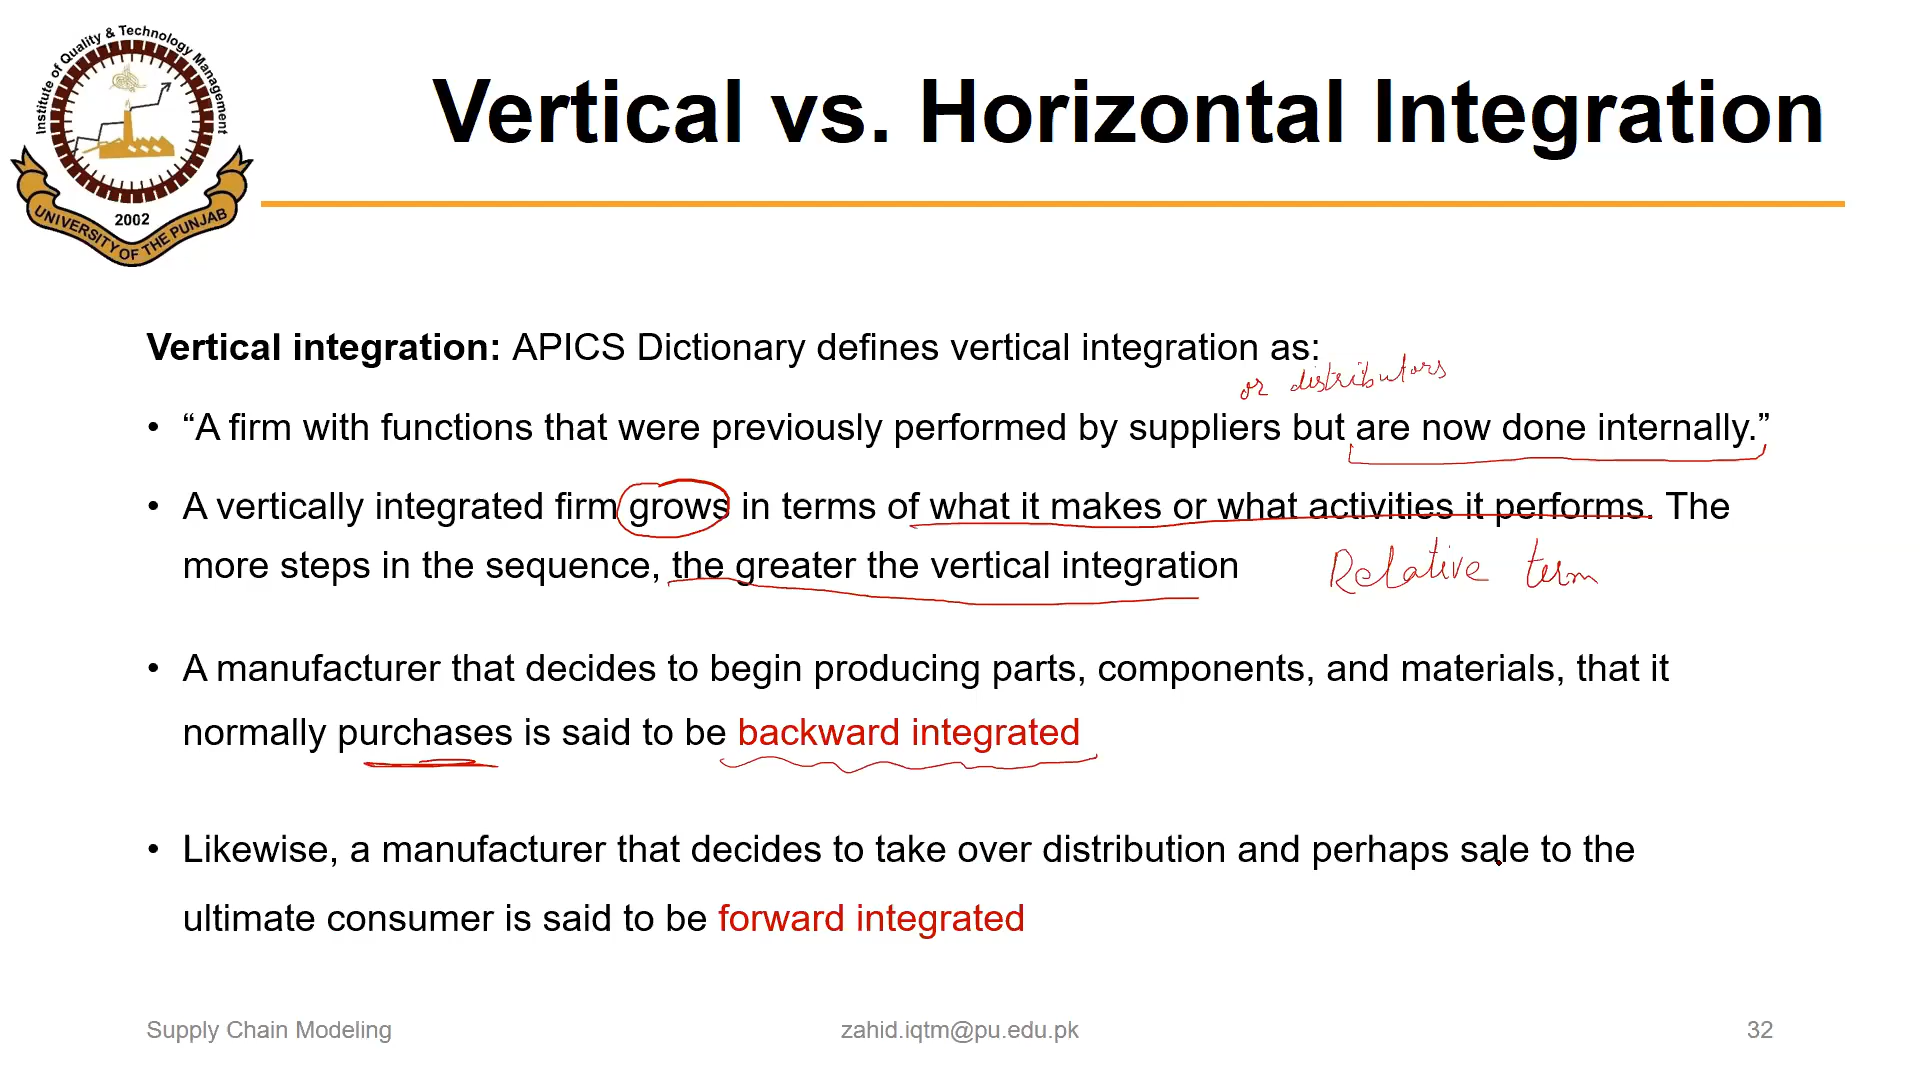 Institute of Quality & Technology Management
2002
UNIVERSITY OF THE PUNJAB
Vertical vs. Horizontal Integration
Vertical integration: APICS Dictionary defines vertical integration as:
or distributors
• “A firm with functions that were previously performed by suppliers but are now done internally.”
• A vertically integrated firm grows in terms of what it makes or what activities it performs. The
more steps in the sequence, the greater the vertical integration
Relative term
• A manufacturer that decides to begin producing parts, components, and materials, that it
normally purchases is said to be backward integrated
• Likewise, a manufacturer that decides to take over distribution and perhaps sale to the
ultimate consumer is said to be forward integrated
Supply Chain Modeling
zahid.iqtm@pu.edu.pk
32